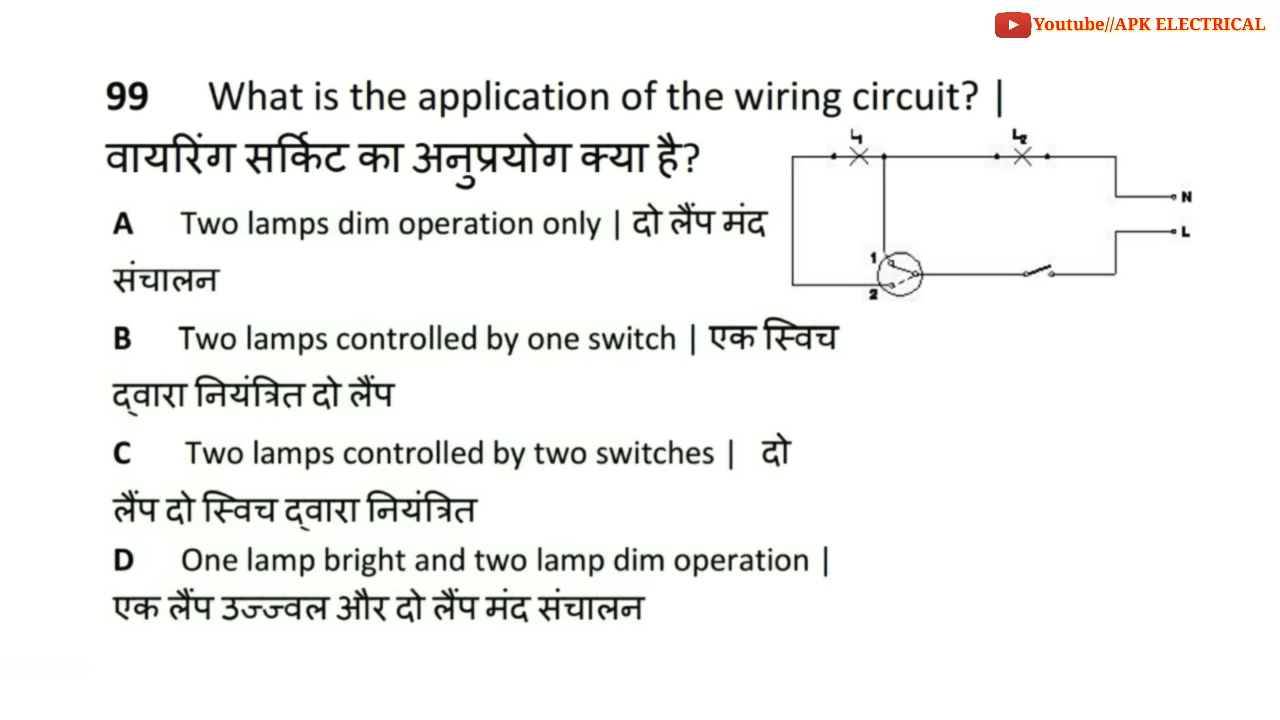 Youtube//APK ELECTRICAL
99 What is the application of the wiring circuit? |
वायरिंग सर्किट का अनुप्रयोग क्या है?
L1 L2
N
L
1
2
A Two lamps dim operation only | दो लैंप मंद
संचालन
B Two lamps controlled by one switch | एक स्विच
द्वारा नियंत्रित दो लैंप
C Two lamps controlled by two switches | दो
लैंप दो स्विच द्वारा नियंत्रित
D One lamp bright and two lamp dim operation |
एक लैंप उज्ज्वल और दो लैंप मंद संचालन